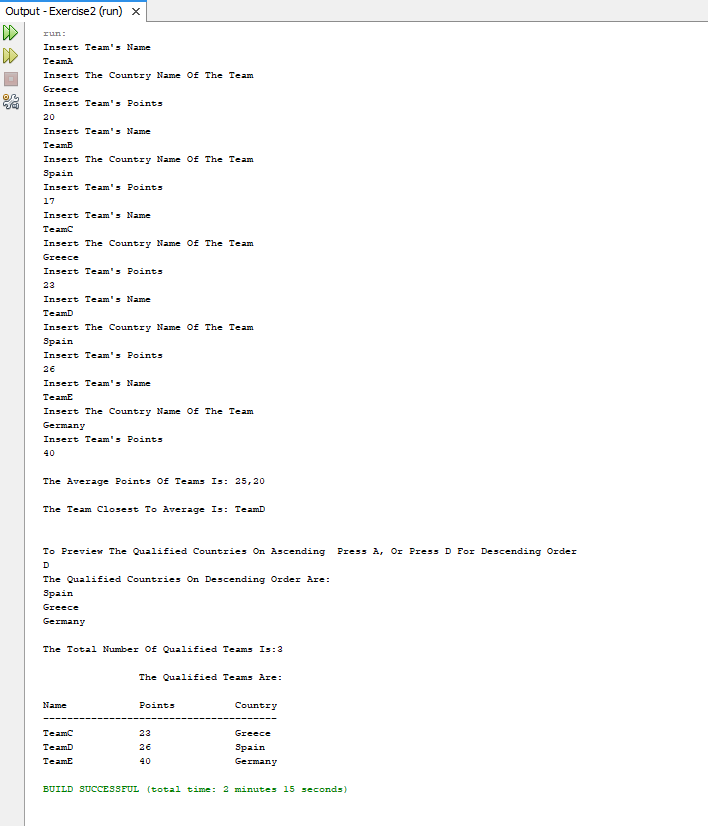 Output - Exercise2 (run)
run:
Insert Team's Name
TeamA
Insert The Country Name Of The Team
Greece
Insert Team's Points
20
Insert Team's Name
TeamB
Insert The Country Name Of The Team
Spain
Insert Team's Points
17
Insert Team's Name
TeamC
Insert The Country Name Of The Team
Greece
Insert Team's Points
23
Insert Team's Name
TeamD
Insert The Country Name Of The Team
Spain
Insert Team's Points
26
Insert Team's Name
TeamE
Insert The Country Name Of The Team
Germany
Insert Team's Points
40
The Average Points Of Teams Is: 25,20
The Team Closest To Average Is: TeamD
To Preview The Qualified Countries On Ascending  Press A, Or Press D For Descending Order
D
The Qualified Countries On Descending Order Are:
Spain
Greece
Germany
The Total Number Of Qualified Teams Is:3
The Qualified Teams Are:
Name Points Country
---------------------------------------
TeamC 23 Greece
TeamD 26 Spain
TeamE 40 Germany
BUILD SUCCESSFUL (total time: 2 minutes 15 seconds)